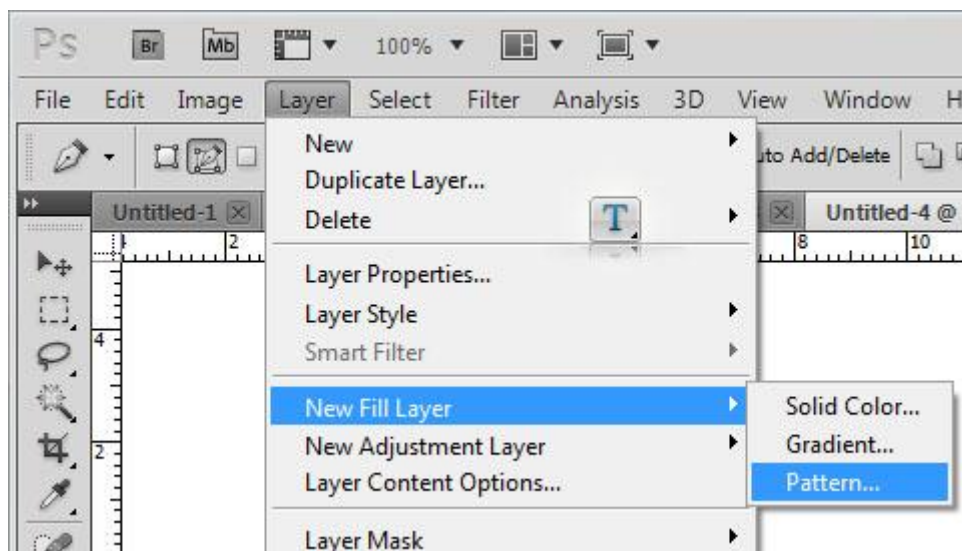 Ps Br Mb 100%
File Edit Image Layer Select Filter Analysis 3D View Window H
New
Auto Add/Delete
Duplicate Layer...
Delete
T
Untitled-1 Untitled-4 @
2 8 10
Layer Properties...
Layer Style
4
Smart Filter
New Fill Layer
Solid Color...
New Adjustment Layer
Gradient...
2
Layer Content Options...
Pattern...
Layer Mask